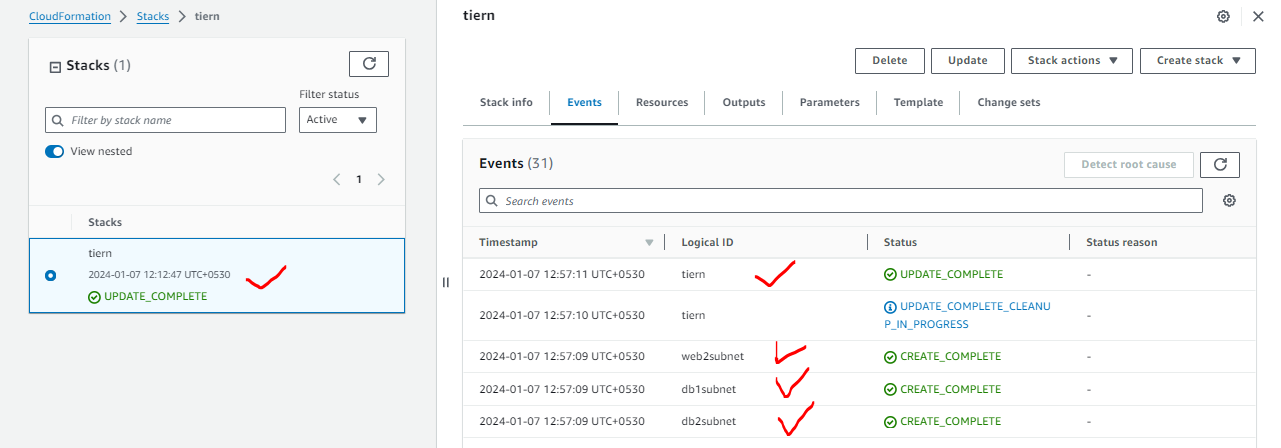 CloudFormation > Stacks > tiern
Stacks (1)
Filter by stack name
Filter status
Active
View nested
1
Stacks
tiern
2024-01-07 12:12:47 UTC+0530
UPDATE_COMPLETE
tiern
Delete Update Stack actions Create stack
Stack info Events Resources Outputs Parameters Template Change sets
Events (31)
Detect root cause
Search events
Timestamp Logical ID Status Status reason
2024-01-07 12:57:11 UTC+0530 tiern UPDATE_COMPLETE -
2024-01-07 12:57:10 UTC+0530 tiern UPDATE_COMPLETE_CLEANU
P_IN_PROGRESS -
2024-01-07 12:57:09 UTC+0530 web2subnet CREATE_COMPLETE -
2024-01-07 12:57:09 UTC+0530 db1subnet CREATE_COMPLETE -
2024-01-07 12:57:09 UTC+0530 db2subnet CREATE_COMPLETE -